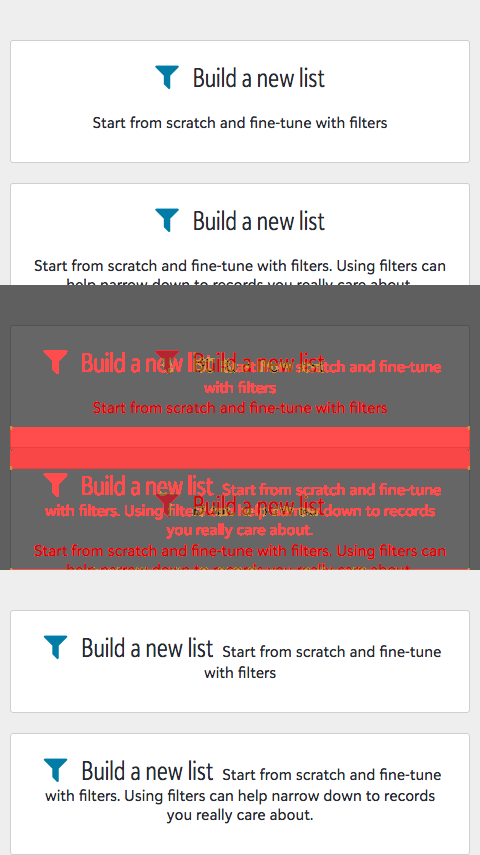 Build a new list
Start from scratch and fine-tune with filters
Build a new list
Start from scratch and fine-tune with filters. Using filters can
help narrow down to records you really care about.
Build a new list Build a new list Start from scratch and fine-tune
with filters
Start from scratch and fine-tune with filters
Build a new list Start from scratch and fine-tune
Build a new list
with filters. Using filters can help narrow down to records
you really care about.
Start from scratch and fine-tune with filters. Using filters can
help narrow down to records you really care about.
Build a new list Start from scratch and fine-tune
with filters
Build a new list Start from scratch and fine-tune
with filters. Using filters can help narrow down to records
you really care about.